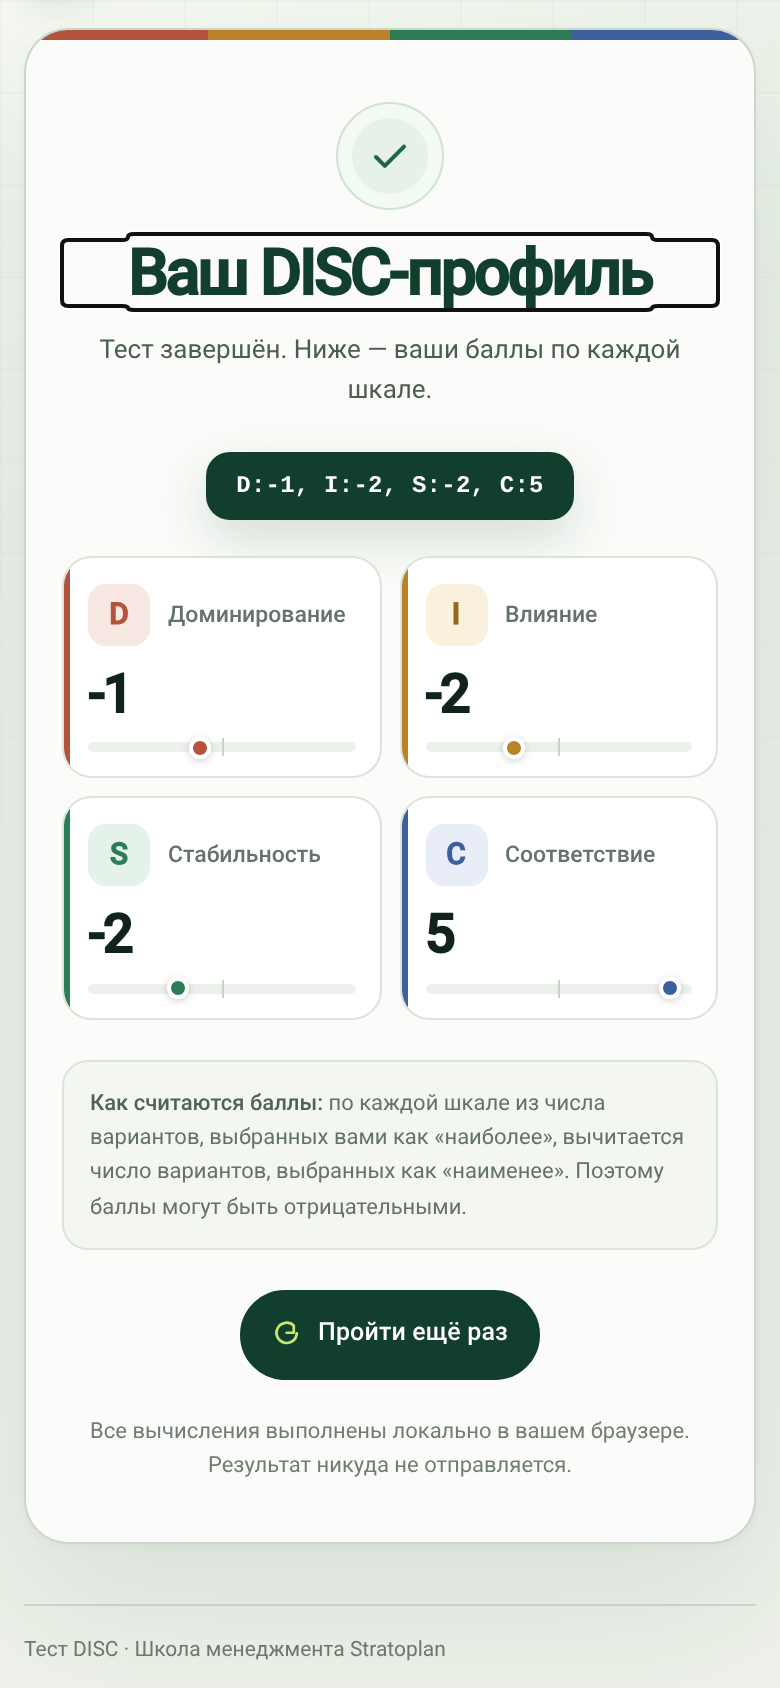 Ваш DISC-профиль
Тест завершён. Ниже — ваши баллы по каждой
шкале.
D:-1, I:-2, S:-2, C:5
D Доминирование
-1
I Влияние
-2
S Стабильность
-2
C Соответствие
5
Как считаются баллы: по каждой шкале из числа
вариантов, выбранных вами как «наиболее», вычитается
число вариантов, выбранных как «наименее». Поэтому
баллы могут быть отрицательными.
Пройти ещё раз
Все вычисления выполнены локально в вашем браузере.
Результат никуда не отправляется.
Тест DISC · Школа менеджмента Stratoplan